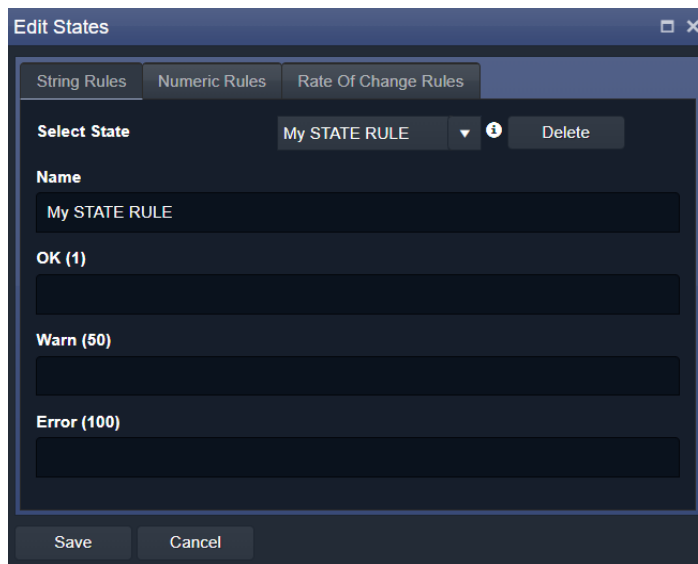 Edit States
String Rules Numeric Rules Rate Of Change Rules
Select State My STATE RULE Delete
Name
My STATE RULE
OK (1)
Warn (50)
Error (100)
Save Cancel